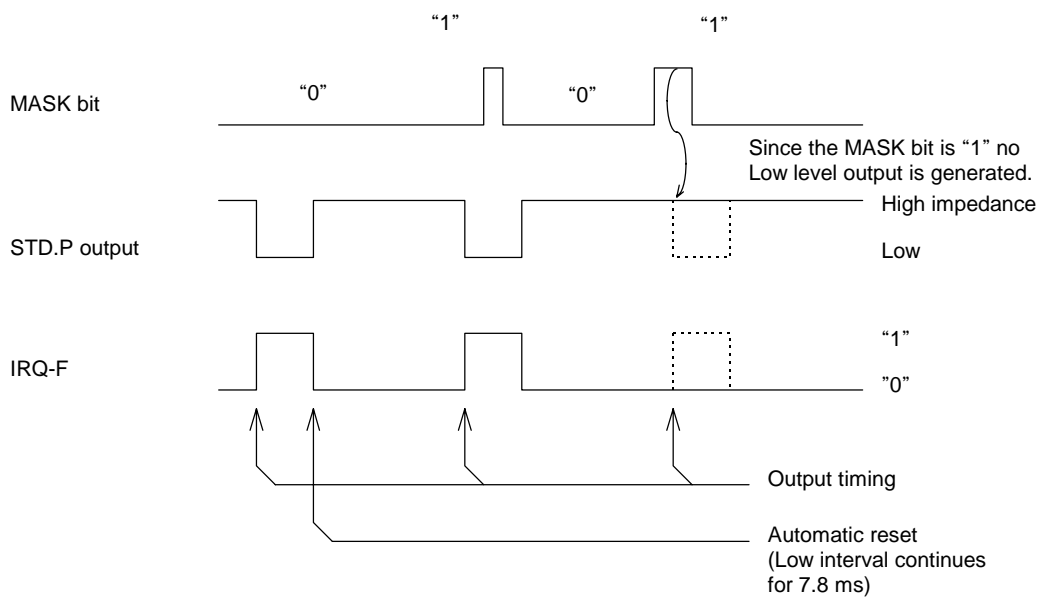 “1” “1”
MASK bit “0” “0”
Since the MASK bit is “1” no
Low level output is generated.
High impedance
STD.P output Low
“1”
IRQ-F
”0”
Output timing
Automatic reset
(Low interval continues
for 7.8 ms)